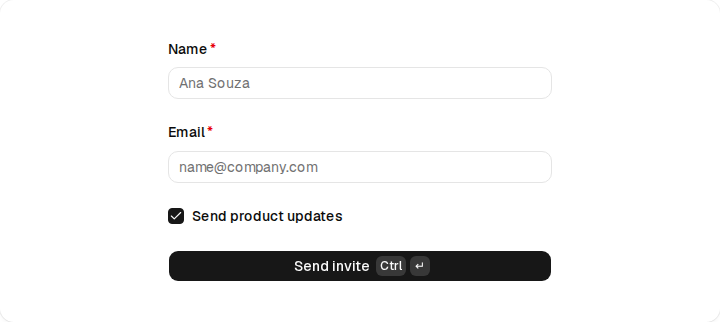 Name *
Ana Souza
Email *
name@company.com
Send product updates
Send invite Ctrl ↵